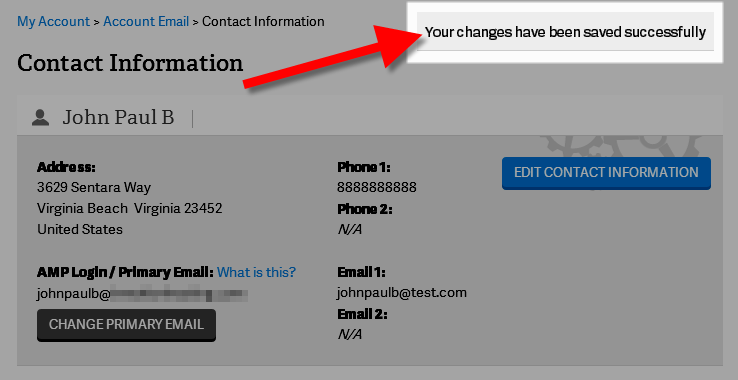 My Account > Account Email > Contact Information
Your changes have been saved successfully
Contact Information
John Paul B
Address:
3629 Sentara Way
Virginia Beach Virginia 23452
United States
Phone 1:
8888888888
Phone 2:
N/A
EDIT CONTACT INFORMATION
AMP Login / Primary Email: What is this?
johnpaulb@
CHANGE PRIMARY EMAIL
Email 1:
johnpaulb@test.com
Email 2:
N/A